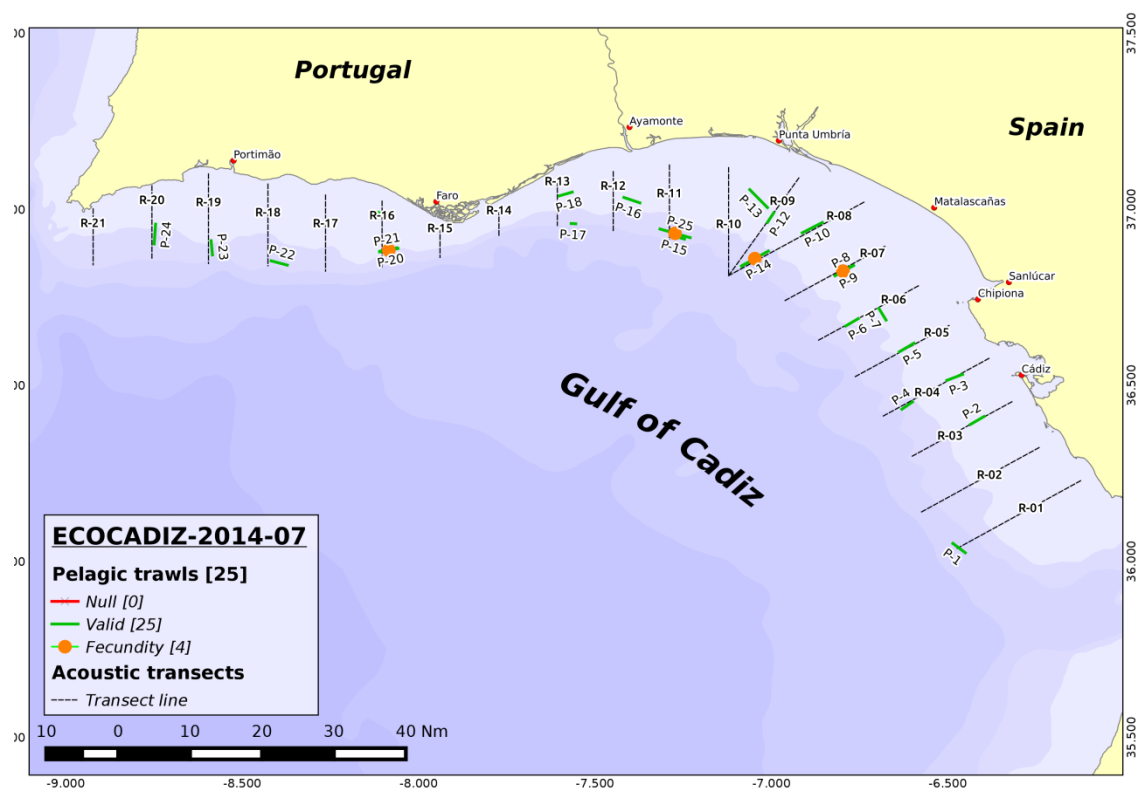 Portugal
Spain
Ayamonte
Punta Umbría
Portimão
Faro
Matalascañas
Sanlúcar
Chipiona
Cádiz
R-21
R-20
R-19
R-18
R-17
R-16
R-15
R-14
R-13
R-12
R-11
R-10
R-09
R-08
R-07
R-06
R-05
R-04
R-03
R-02
R-01
P-24
P-23
P-22
P-21
P-20
P-18
P-17
P-16
P-25
P-15
P-13
P-12
P-14
P-10
P-8
P-9
P-7
P-6
P-5
P-4
P-3
P-2
P-1
Gulf of Cadiz
ECOCADIZ-2014-07
Pelagic trawls [25]
Null [0]
Valid [25]
Fecundity [4]
Acoustic transects
Transect line
10 0 10 20 30 40 Nm
-9.000 -8.500 -8.000 -7.500 -7.000 -6.500
37.500
37.000
36.500
36.000
35.500
00
00
00
00
00